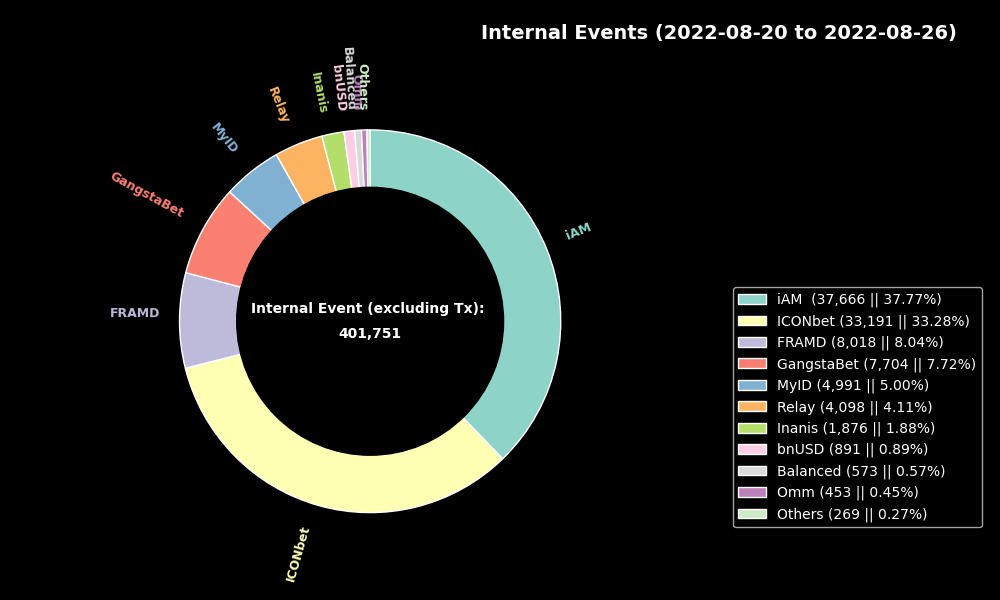 Internal Events (2022-08-20 to 2022-08-26)
Others
Omm
Balanced
bnUSD
Inanis
Relay
MyID
GangstaBet
FRAMD
ICONbet
iAM
Internal Event (excluding Tx):
401,751
iAM  (37,666 || 37.77%)
ICONbet (33,191 || 33.28%)
FRAMD (8,018 || 8.04%)
GangstaBet (7,704 || 7.72%)
MyID (4,991 || 5.00%)
Relay (4,098 || 4.11%)
Inanis (1,876 || 1.88%)
bnUSD (891 || 0.89%)
Balanced (573 || 0.57%)
Omm (453 || 0.45%)
Others (269 || 0.27%)